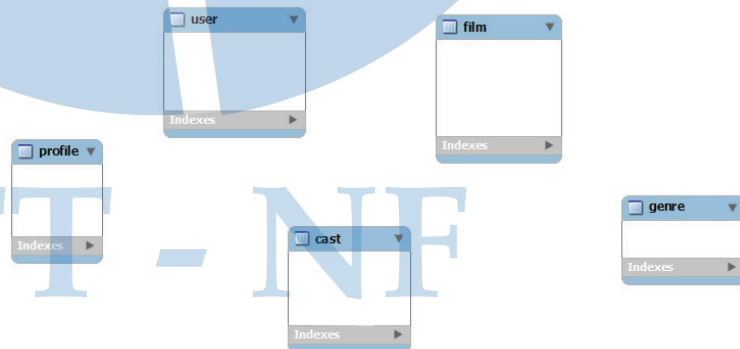 user
Indexes
film
Indexes
profile
Indexes
cast
Indexes
genre
Indexes
T - NF